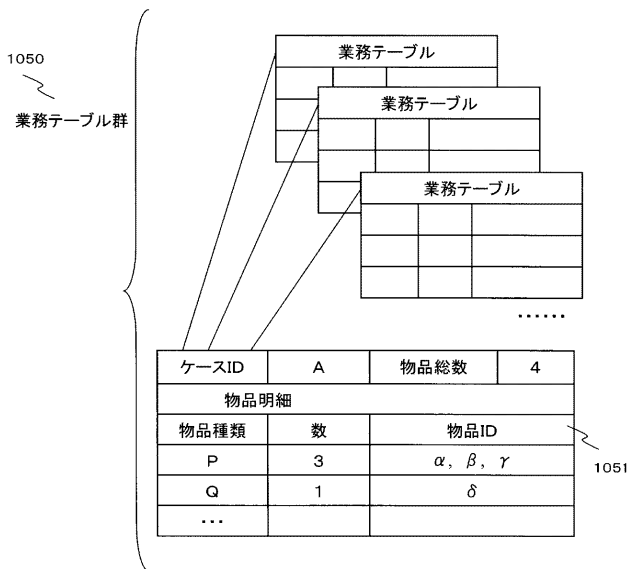 1050
業務テーブル群
業務テーブル
業務テーブル
業務テーブル
・・・・・・
ケースID A 物品総数 4
物品明細
物品種類 数 物品ID
P 3 α, β, γ
Q 1 δ
・・・
1051